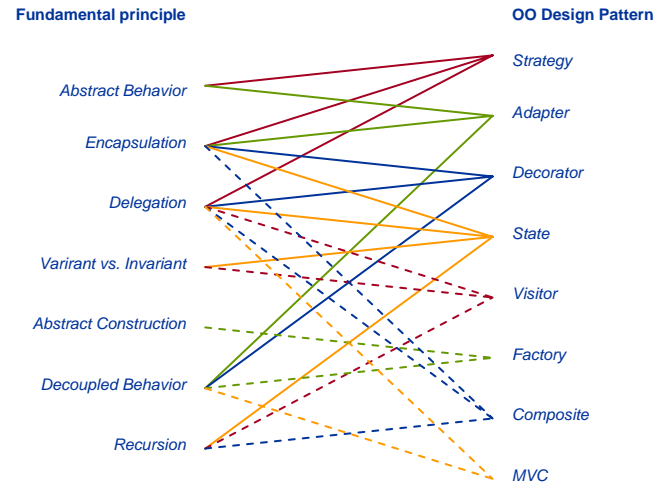 Fundamental principle
OO Design Pattern
Abstract Behavior
Encapsulation
Delegation
Varirant vs. Invariant
Abstract Construction
Decoupled Behavior
Recursion
Strategy
Adapter
Decorator
State
Visitor
Factory
Composite
MVC